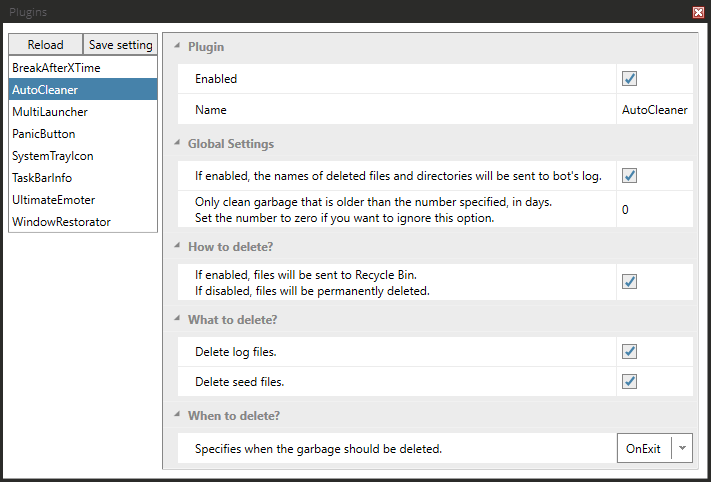 Plugins
Reload
Save setting
BreakAfterXTime
AutoCleaner
MultiLauncher
PanicButton
SystemTrayIcon
TaskBarInfo
UltimateEmoter
WindowRestorator
Plugin
Enabled
Name
AutoCleaner
Global Settings
If enabled, the names of deleted files and directories will be sent to bot's log.
Only clean garbage that is older than the number specified, in days.
Set the number to zero if you want to ignore this option.
0
How to delete?
If enabled, files will be sent to Recycle Bin.
If disabled, files will be permanently deleted.
What to delete?
Delete log files.
Delete seed files.
When to delete?
Specifies when the garbage should be deleted.
OnExit